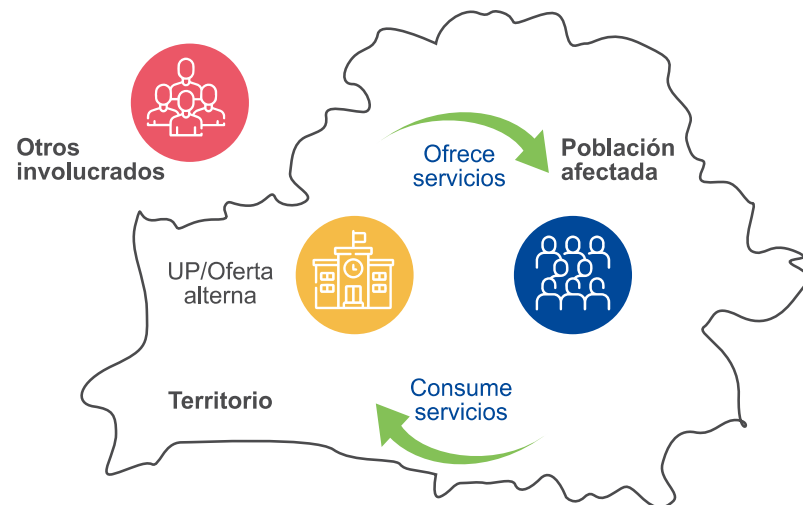 Otros
involucrados
Ofrece
servicios
Población
afectada
UP/Oferta
alterna
Territorio
Consume
servicios